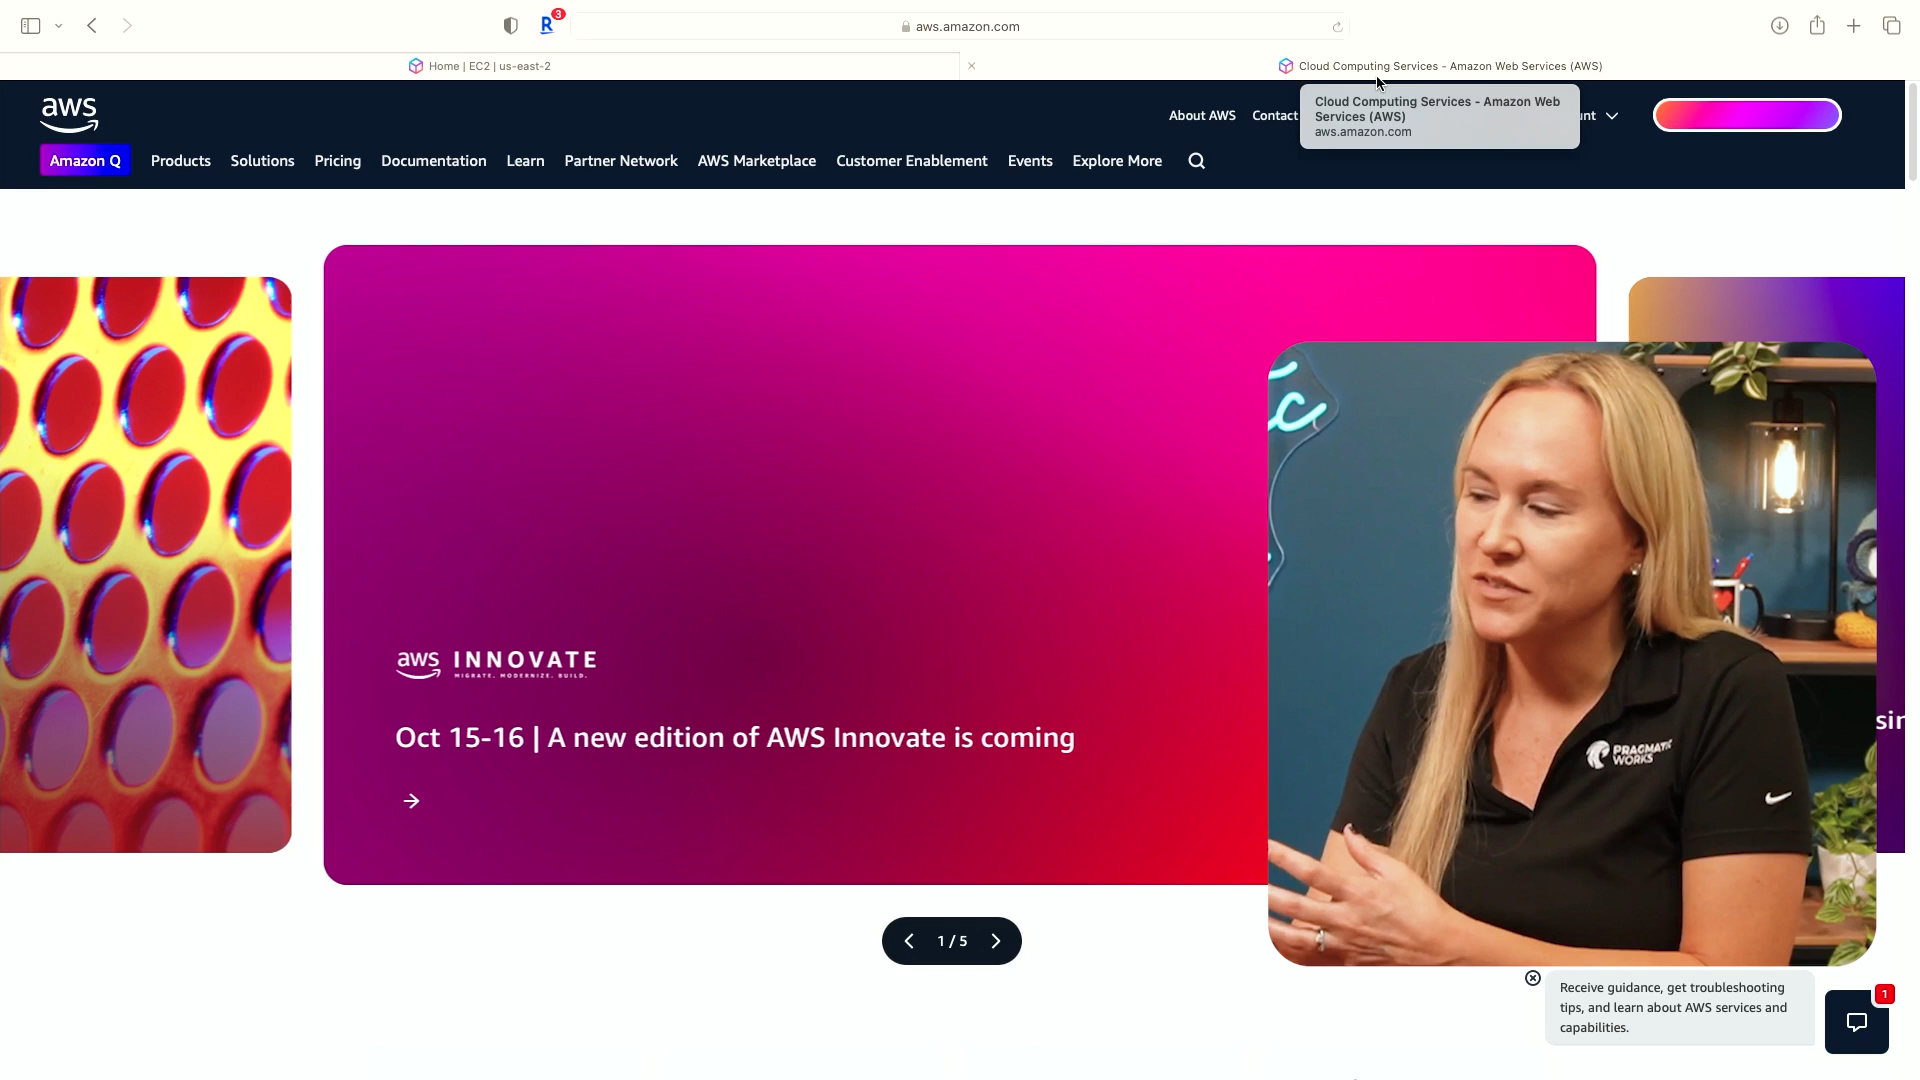 3
aws.amazon.com
Home | EC2 | us-east-2
Cloud Computing Services - Amazon Web Services (AWS)
Cloud Computing Services - Amazon Web
Services (AWS)
aws.amazon.com
aws
About AWS
Contact
Amazon Q
Products
Solutions
Pricing
Documentation
Learn
Partner Network
AWS Marketplace
Customer Enablement
Events
Explore More
aws INNOVATE
MIGRATE. MODERNIZE. BUILD.
Oct 15-16 | A new edition of AWS Innovate is coming
PRAGMATIC
WORKS
1 / 5
Receive guidance, get troubleshooting
tips, and learn about AWS services and
capabilities.
1